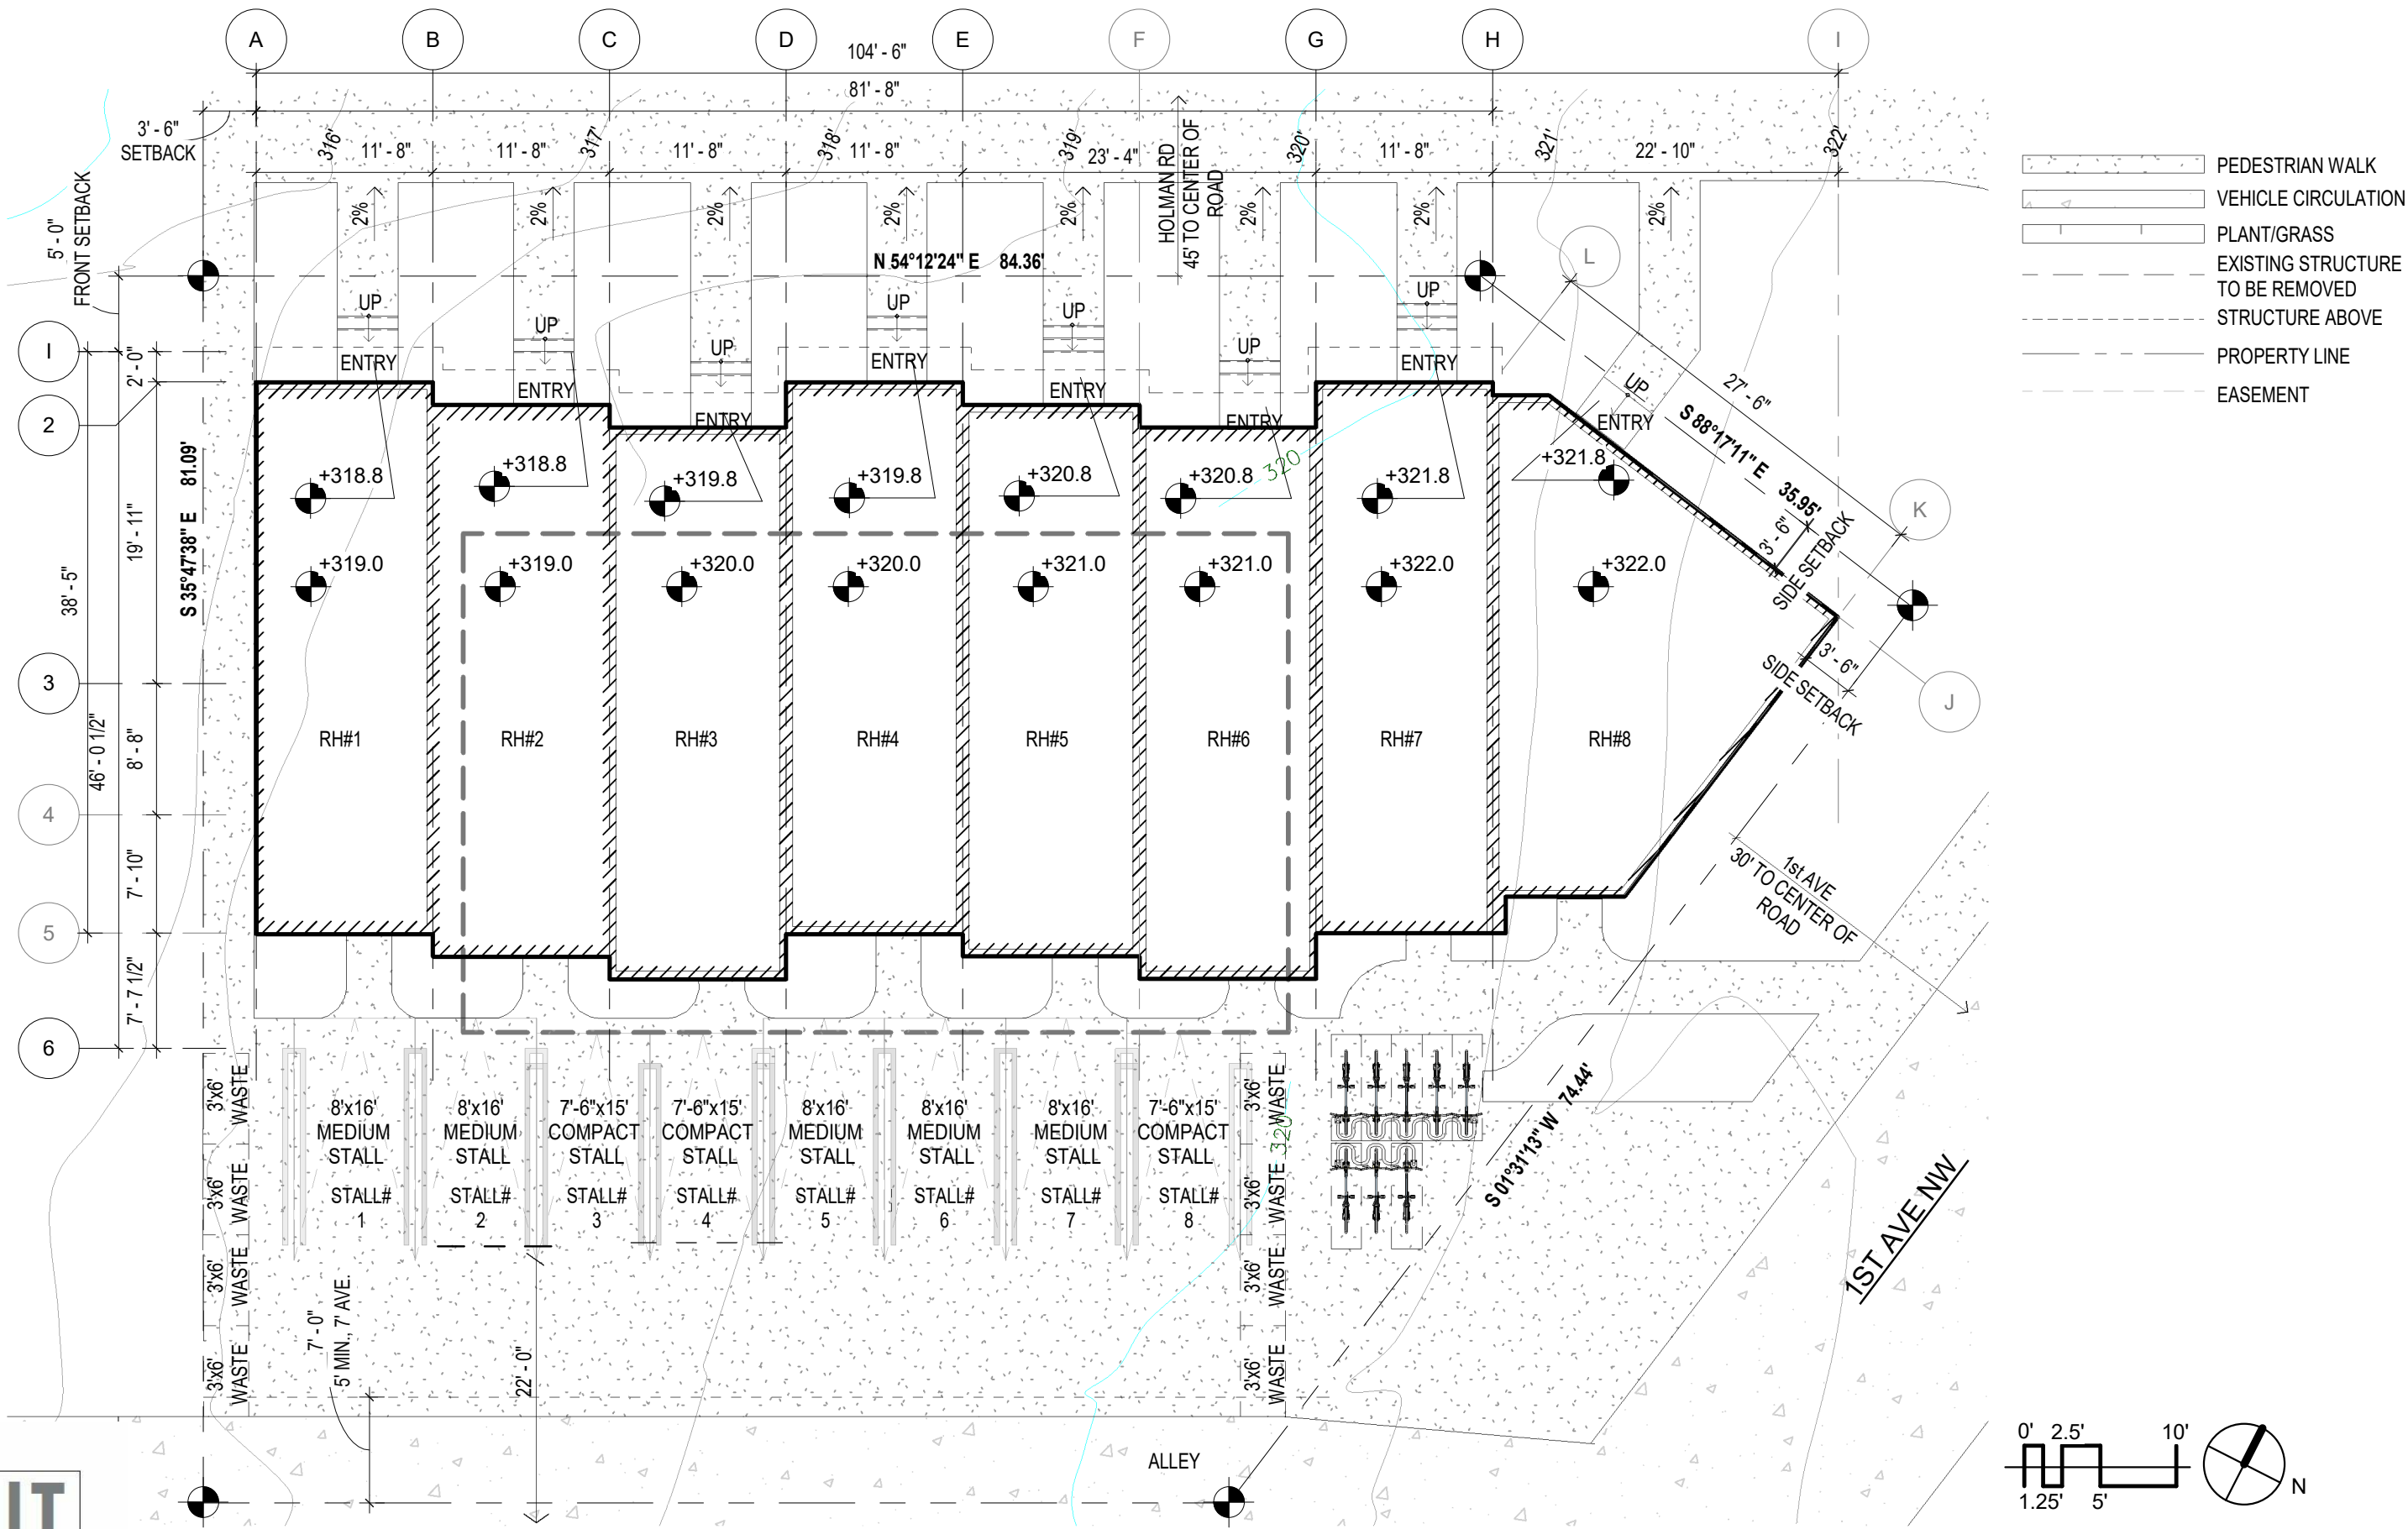 A B C D E F G H I
104' - 6"
81' - 8"
3' - 6"
SETBACK
316' 11' - 8" 11' - 8" 317' 11' - 8" 318' 11' - 8" 319' 23' - 4" 320' 11' - 8" 321' 22' - 10" 322'
HOLMAN RD
45' TO CENTER OF
ROAD
2% 2% 2% 2% 2% 2% 2% 2%
5' - 0"
FRONT SETBACK
N 54°12'24" E 84.36'
L
UP UP UP UP UP UP UP UP
ENTRY ENTRY ENTRY ENTRY ENTRY ENTRY ENTRY ENTRY
I
2
3
4
5
6
2' - 0"
19' - 11"
8' - 8"
7' - 10"
7' - 7 1/2"
38' - 5"
46' - 0 1/2"
S 35°47'38" E 81.09'
27' - 6"
S 88°17'11" E 35.95'
3' - 6"
SIDE SETBACK
K
3' - 6"
SIDE SETBACK
J
+318.8 +318.8 +319.8 +319.8 +320.8 +320.8 +321.8 +321.8
320
+319.0 +319.0 +320.0 +320.0 +321.0 +321.0 +322.0 +322.0
RH#1 RH#2 RH#3 RH#4 RH#5 RH#6 RH#7 RH#8
1st AVE
30' TO CENTER OF
ROAD
3'x6'
WASTE
3'x6'
WASTE
3'x6'
WASTE
3'x6'
WASTE
8'x16'
MEDIUM
STALL
STALL#
1
8'x16'
MEDIUM
STALL
STALL#
2
7'-6"x15'
COMPACT
STALL
STALL#
3
7'-6"x15'
COMPACT
STALL
STALL#
4
8'x16'
MEDIUM
STALL
STALL#
5
8'x16'
MEDIUM
STALL
STALL#
6
8'x16'
MEDIUM
STALL
STALL#
7
7'-6"x15'
COMPACT
STALL
STALL#
8
3'x6'
WASTE
3'x6'
WASTE
3'x6'
WASTE
3'x6'
WASTE
320
S 01°31'13" W 74.44'
1ST AVE NW
7' - 0"
5' MIN., 7' AVE.
22' - 0"
ALLEY
IT
PEDESTRIAN WALK
VEHICLE CIRCULATION
PLANT/GRASS
EXISTING STRUCTURE
TO BE REMOVED
STRUCTURE ABOVE
PROPERTY LINE
EASEMENT
0' 2.5' 10'
1.25' 5'
N